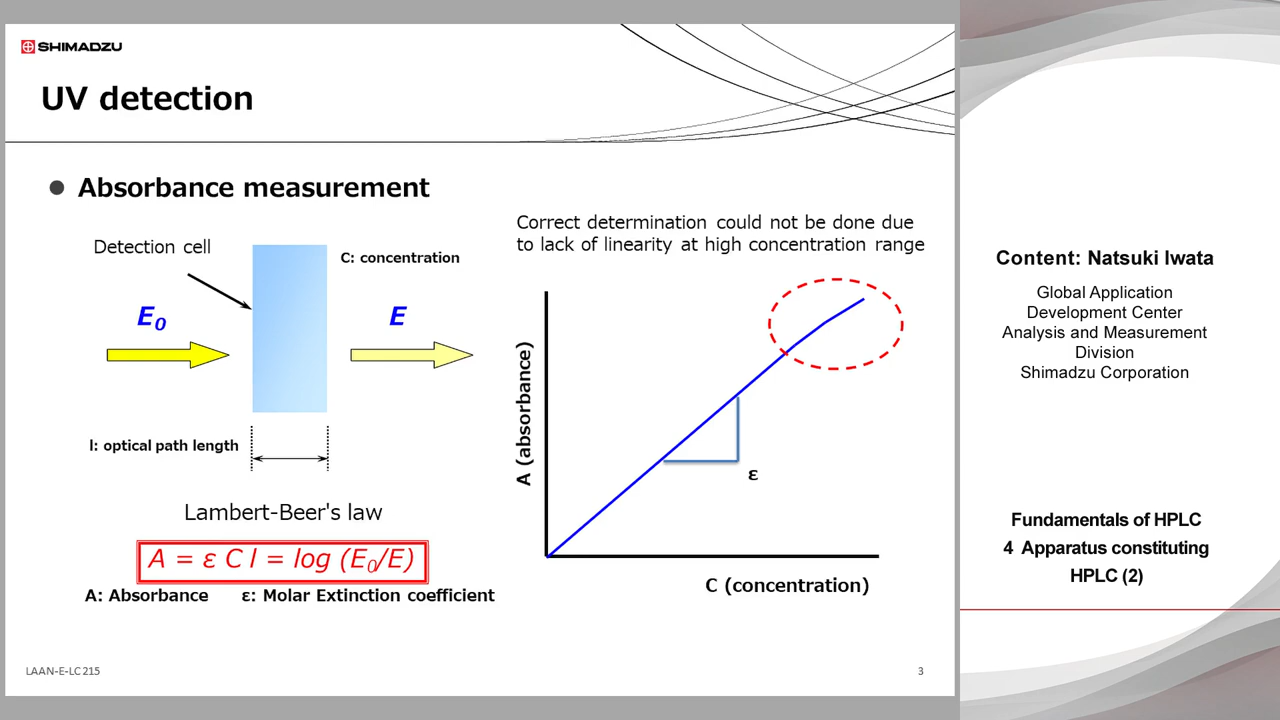 SHIMADZU
UV detection
● Absorbance measurement
Detection cell
C: concentration
E0
E
l: optical path length
Lambert-Beer's law
A = ε C l = log (E0/E)
A: Absorbance ε: Molar Extinction coefficient
Correct determination could not be done due
to lack of linearity at high concentration range
A (absorbance)
ε
C (concentration)
LAAN-E-LC 215
3
Content: Natsuki Iwata
Global Application
Development Center
Analysis and Measurement
Division
Shimadzu Corporation
Fundamentals of HPLC
4 Apparatus constituting
HPLC (2)